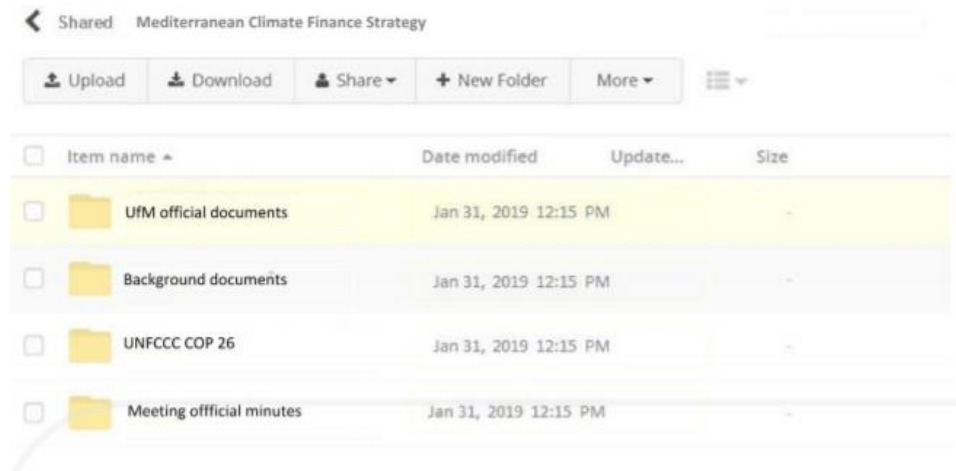 Shared Mediterranean Climate Finance Strategy
Upload Download Share + New Folder More
Item name Date modified Update... Size
UfM official documents Jan 31, 2019 12:15 PM -
Background documents Jan 31, 2019 12:15 PM -
UNFCCC COP 26 Jan 31, 2019 12:15 PM -
Meeting offficial minutes Jan 31, 2019 12:15 PM -